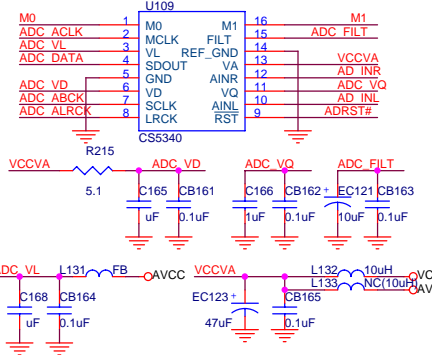 U109
M0 1 M0 M1 16 M1
ADC_ACLK 2 MCLK FILT 15 ADC_FILT
ADC_VL 3 VL REF_GND 14
ADC_DATA 4 SDOUT VA 13 VCCVA
5 GND AINR 12 AD_INR
ADC_VD 6 VD VQ 11 ADC_VQ
ADC_ABCK 7 SCLK AINL 10 AD_INL
ADC_ALRCK 8 LRCK RST 9 ADRST#
CS5340
R215
VCCVA ADC_VD ADC_VQ ADC_FILT
5.1 C165 CB161 C166 CB162 + EC121 CB163
uF 0.1uF 1uF 0.1uF 10uF 0.1uF
ADC_VL L131 FB AVCC VCCVA L132 10uH VC
L133 NC(10uH) AV
C168 CB164 EC123 + CB165
uF 0.1uF 47uF 0.1uF